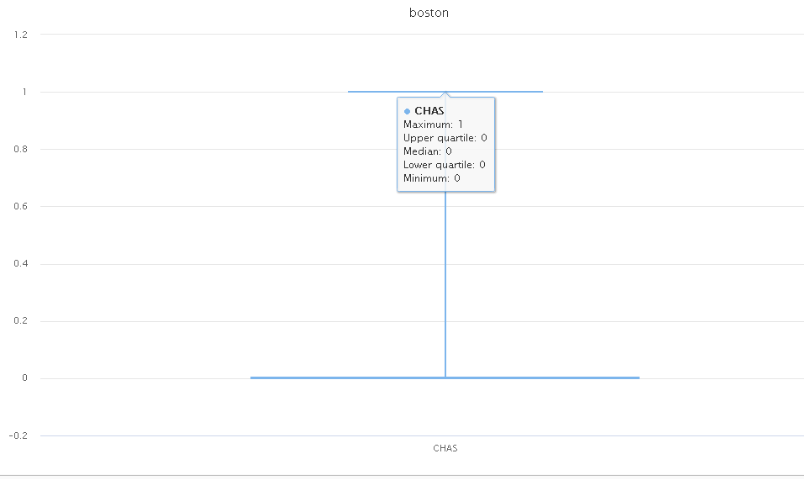 boston
1.2
1
● CHAS
Maximum: 1
Upper quartile: 0
Median: 0
Lower quartile: 0
Minimum: 0
0.8
0.6
0.4
0.2
0
-0.2
CHAS